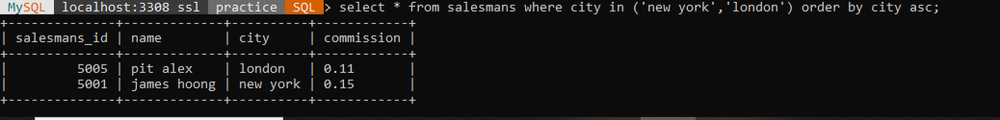 MySQL localhost:3308 ssl practice SQL > select * from salesmans where city in ('new york','london') order by city asc;
+--------------+-------------+----------+------------+
| salesmans_id | name        | city     | commission |
+--------------+-------------+----------+------------+
|         5005 | pit alex    | london   | 0.11       |
|         5001 | james hoong | new york | 0.15       |
+--------------+-------------+----------+------------+